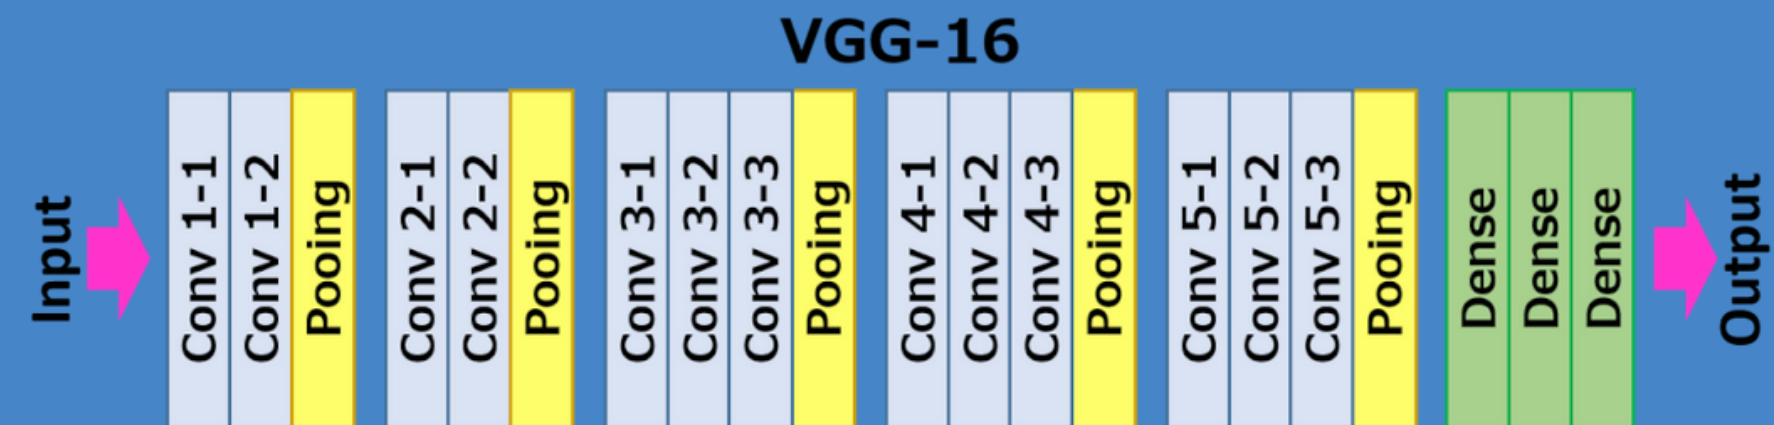 VGG-16
Input
Conv 1-1
Conv 1-2
Pooing
Conv 2-1
Conv 2-2
Pooing
Conv 3-1
Conv 3-2
Conv 3-3
Pooing
Conv 4-1
Conv 4-2
Conv 4-3
Pooing
Conv 5-1
Conv 5-2
Conv 5-3
Pooing
Dense
Dense
Dense
Output